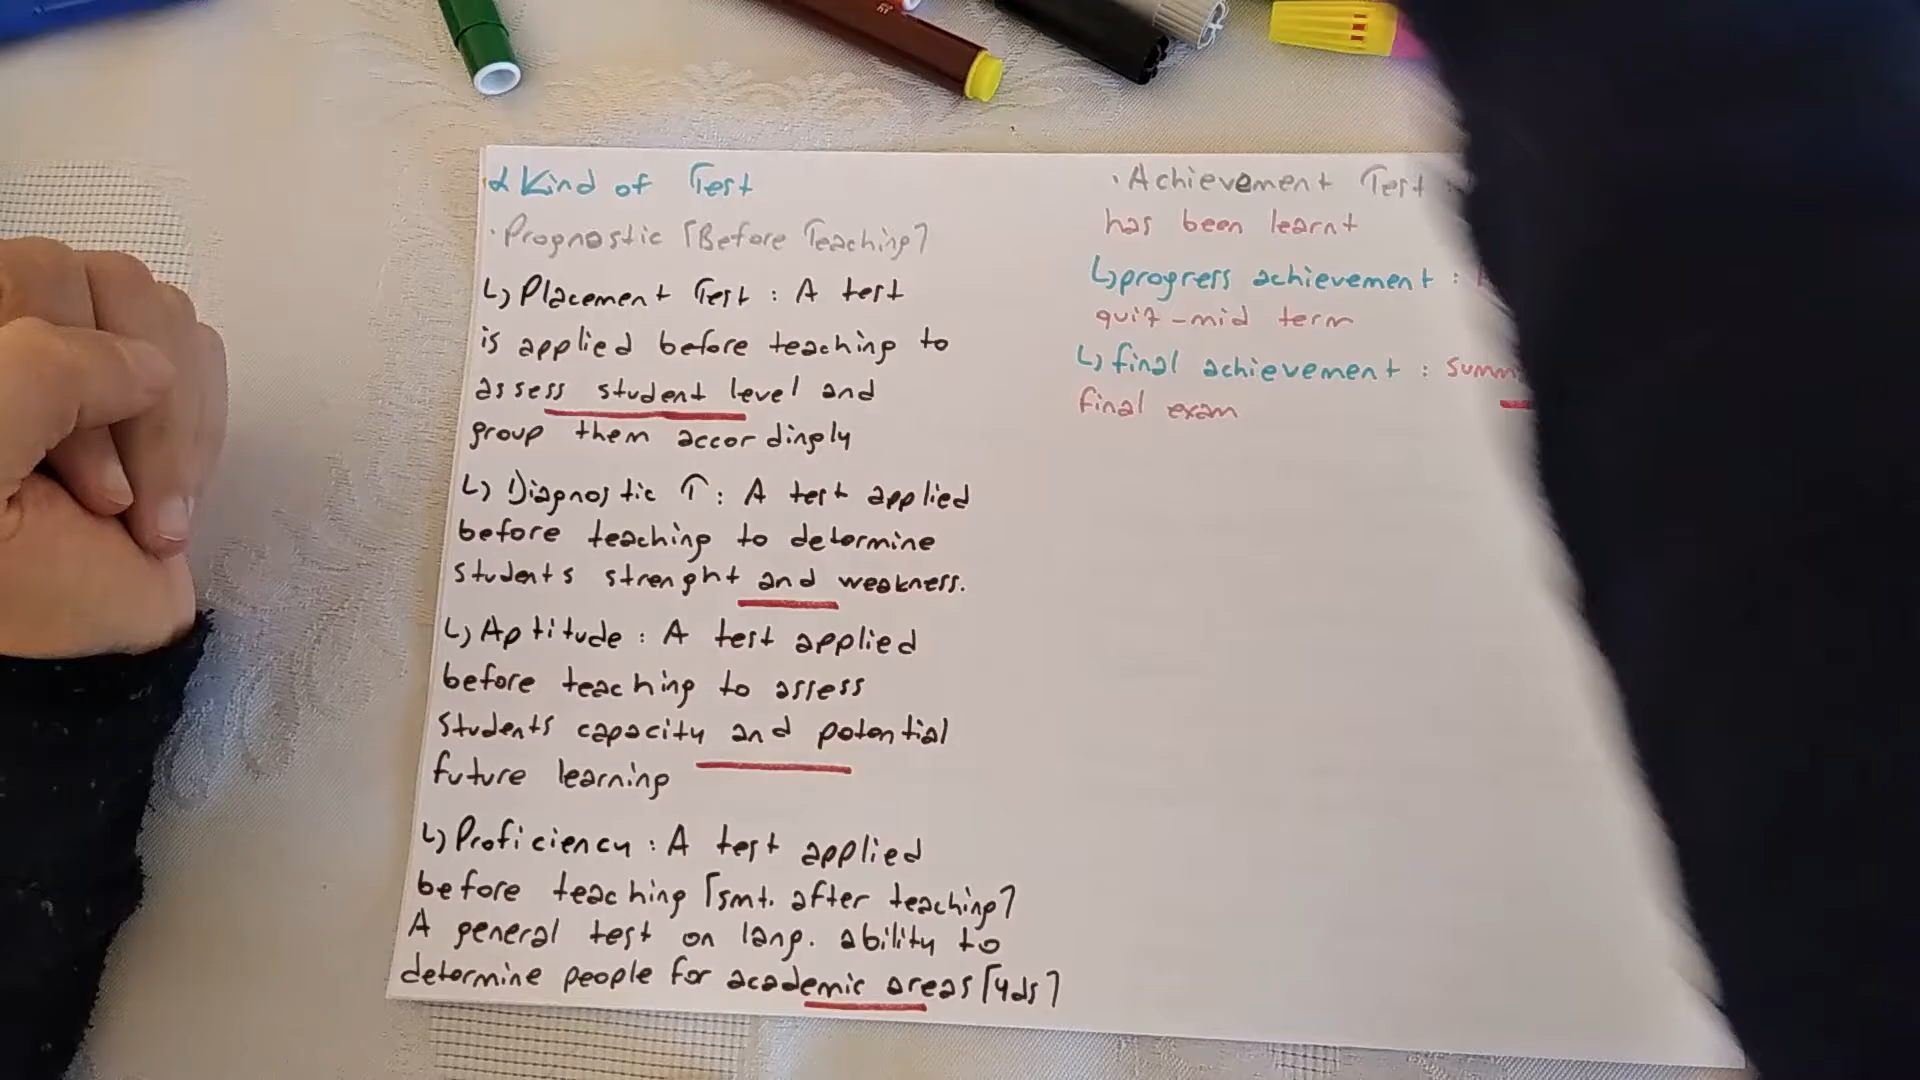 & Kind of Test
· Prognostic [Before Teaching]
↳ Placement Test : A test
is applied before teaching to
assess student level and
group them accordingly
↳ Diagnostic T : A test applied
before teaching to determine
students strenght and weakness.
↳ Aptitude : A test applied
before teaching to assess
students capacity and potential
future learning
↳ Proficiency : A test applied
before teaching [smt. after teaching]
A general test on lang. ability to
determine people for academic areas [yds]
· Achievement Test
has been learnt
↳ progress achievement :
quiz - mid term
↳ final achievement :
final exam